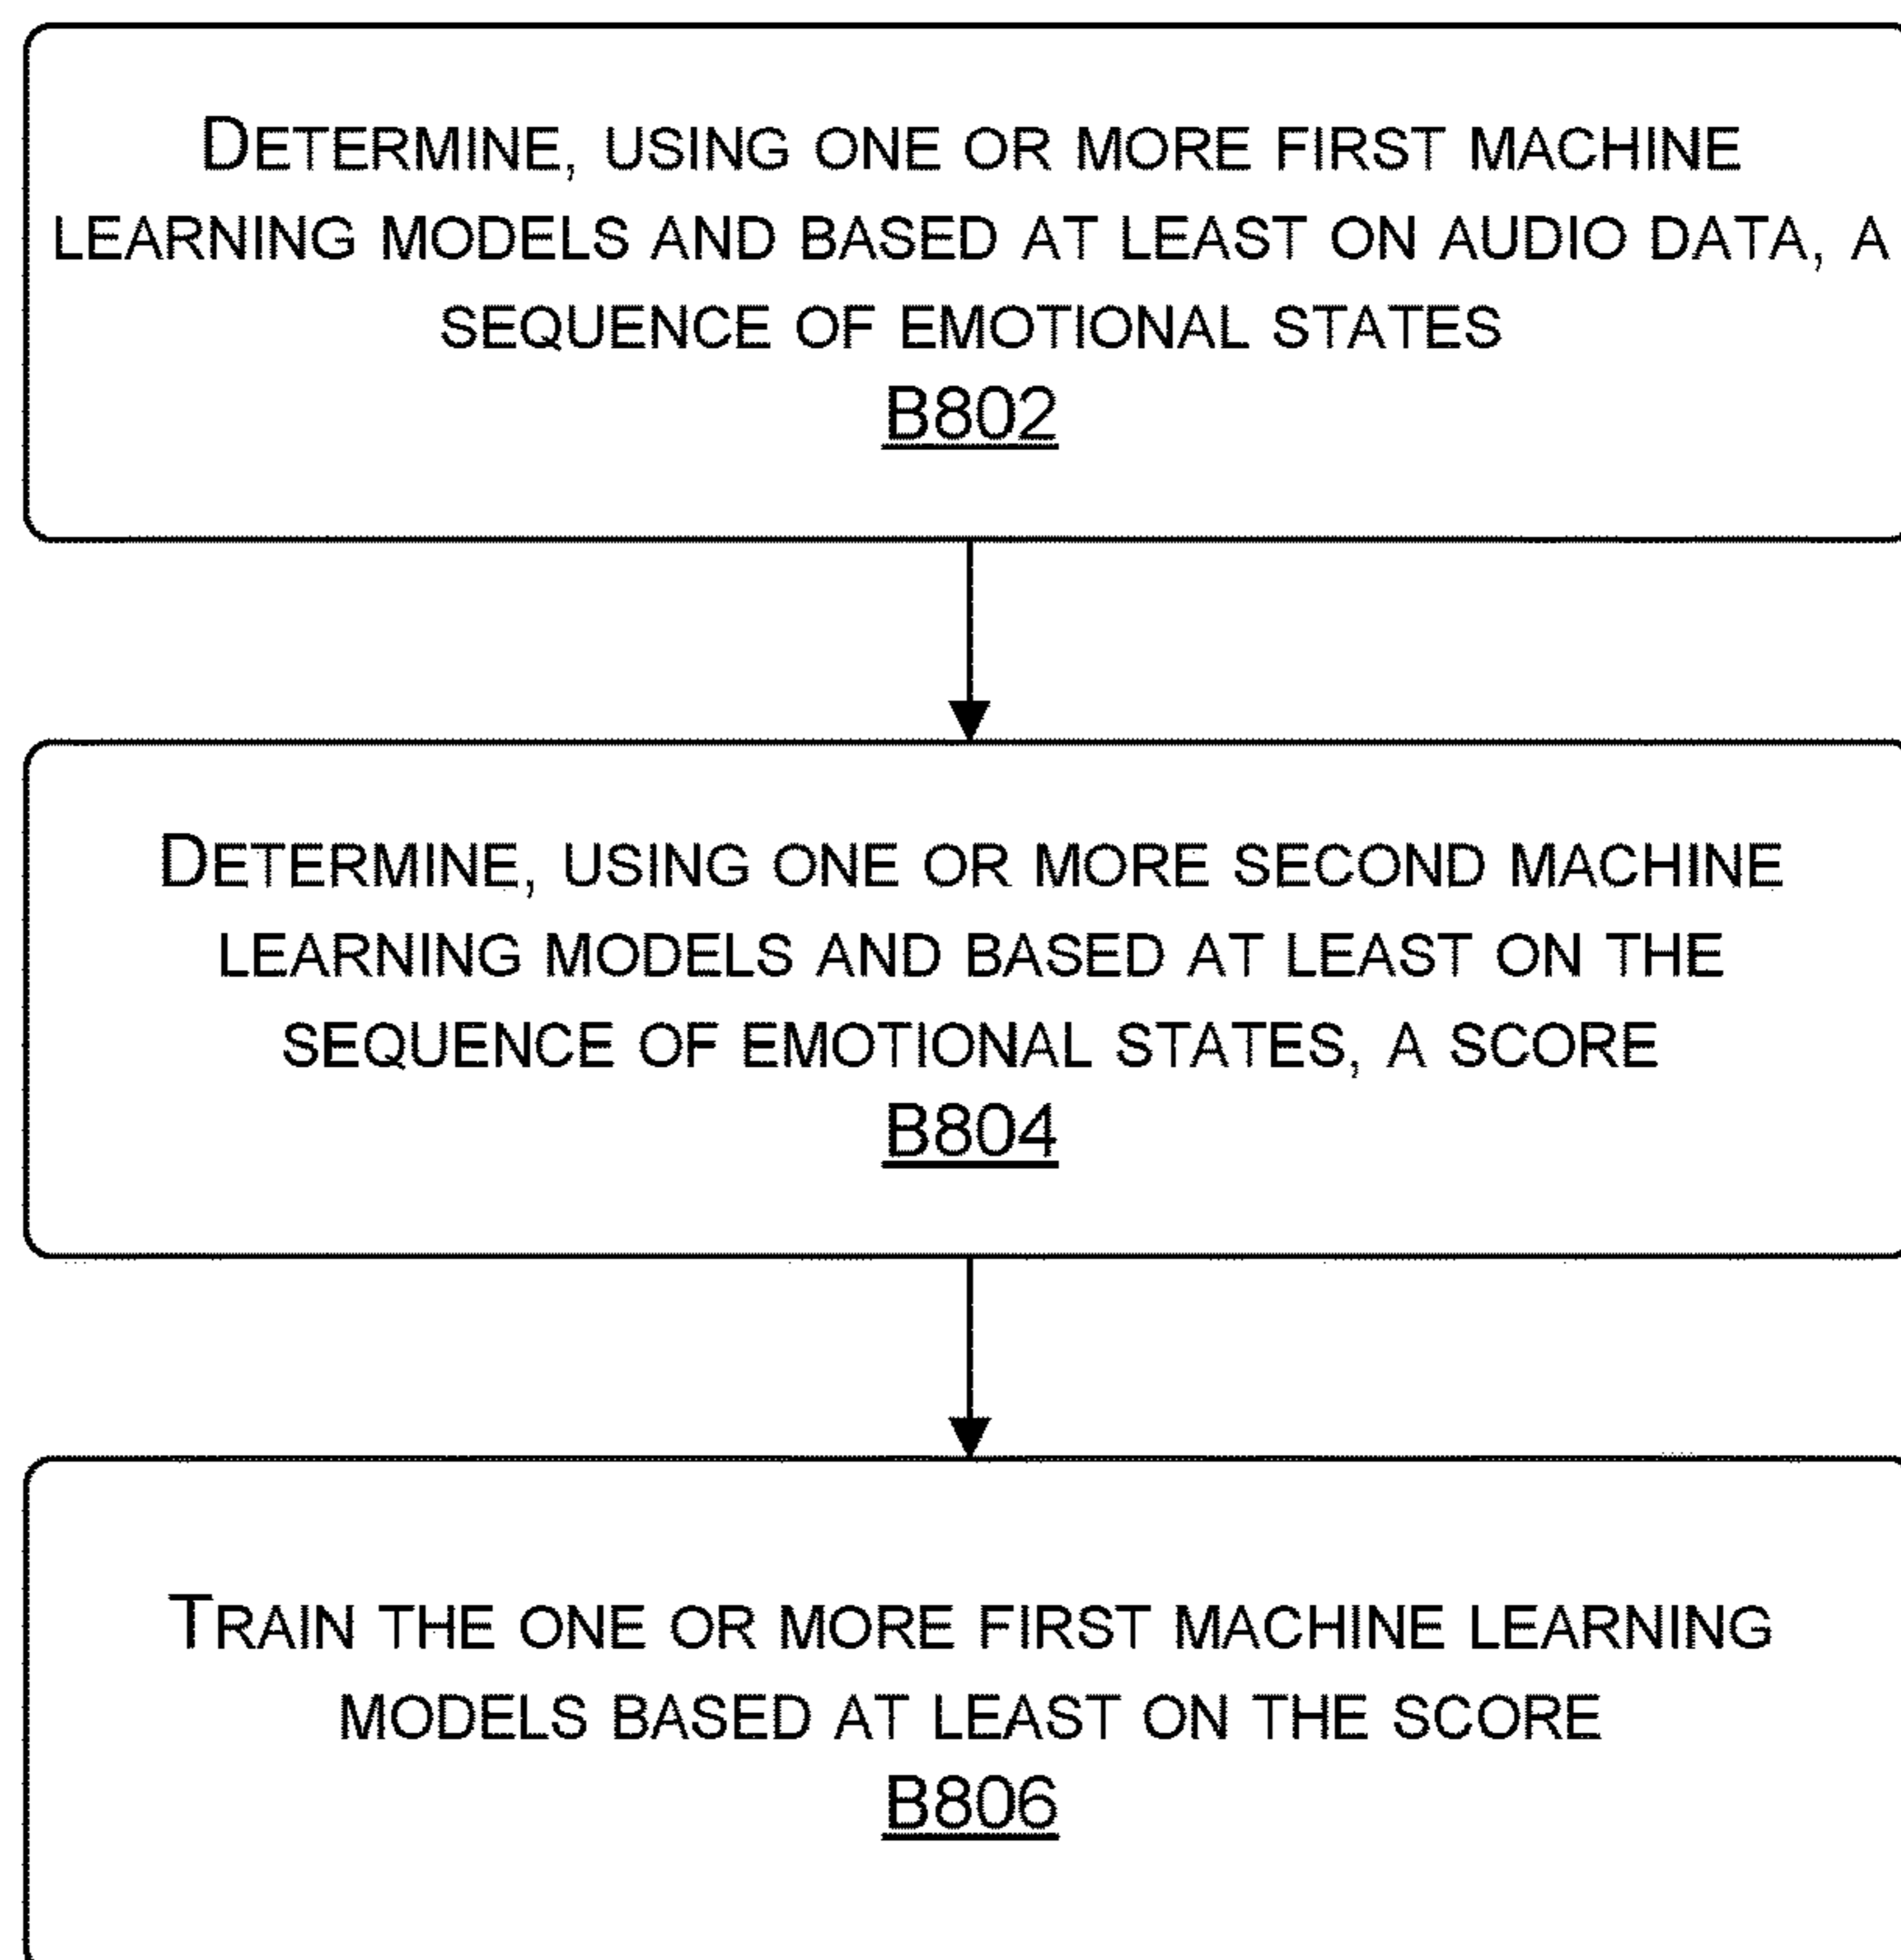 DETERMINE, USING ONE OR MORE FIRST MACHINE
LEARNING MODELS AND BASED AT LEAST ON AUDIO DATA, A
SEQUENCE OF EMOTIONAL STATES
B802
DETERMINE, USING ONE OR MORE SECOND MACHINE
LEARNING MODELS AND BASED AT LEAST ON THE
SEQUENCE OF EMOTIONAL STATES, A SCORE
B804
TRAIN THE ONE OR MORE FIRST MACHINE LEARNING
MODELS BASED AT LEAST ON THE SCORE
B806